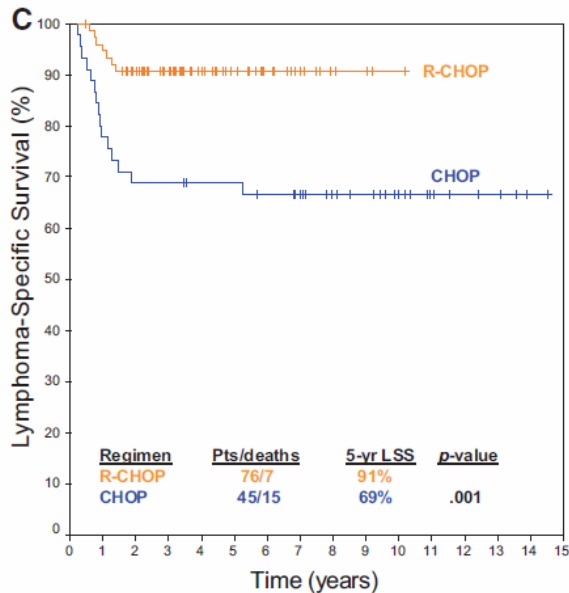 C
Lymphoma-Specific Survival (%)
100
90
80
70
60
50
40
30
20
10
0
R-CHOP
CHOP
Regimen Pts/deaths 5-yr LSS p-value
R-CHOP 76/7 91%
CHOP 45/15 69% .001
0 1 2 3 4 5 6 7 8 9 10 11 12 13 14 15
Time (years)